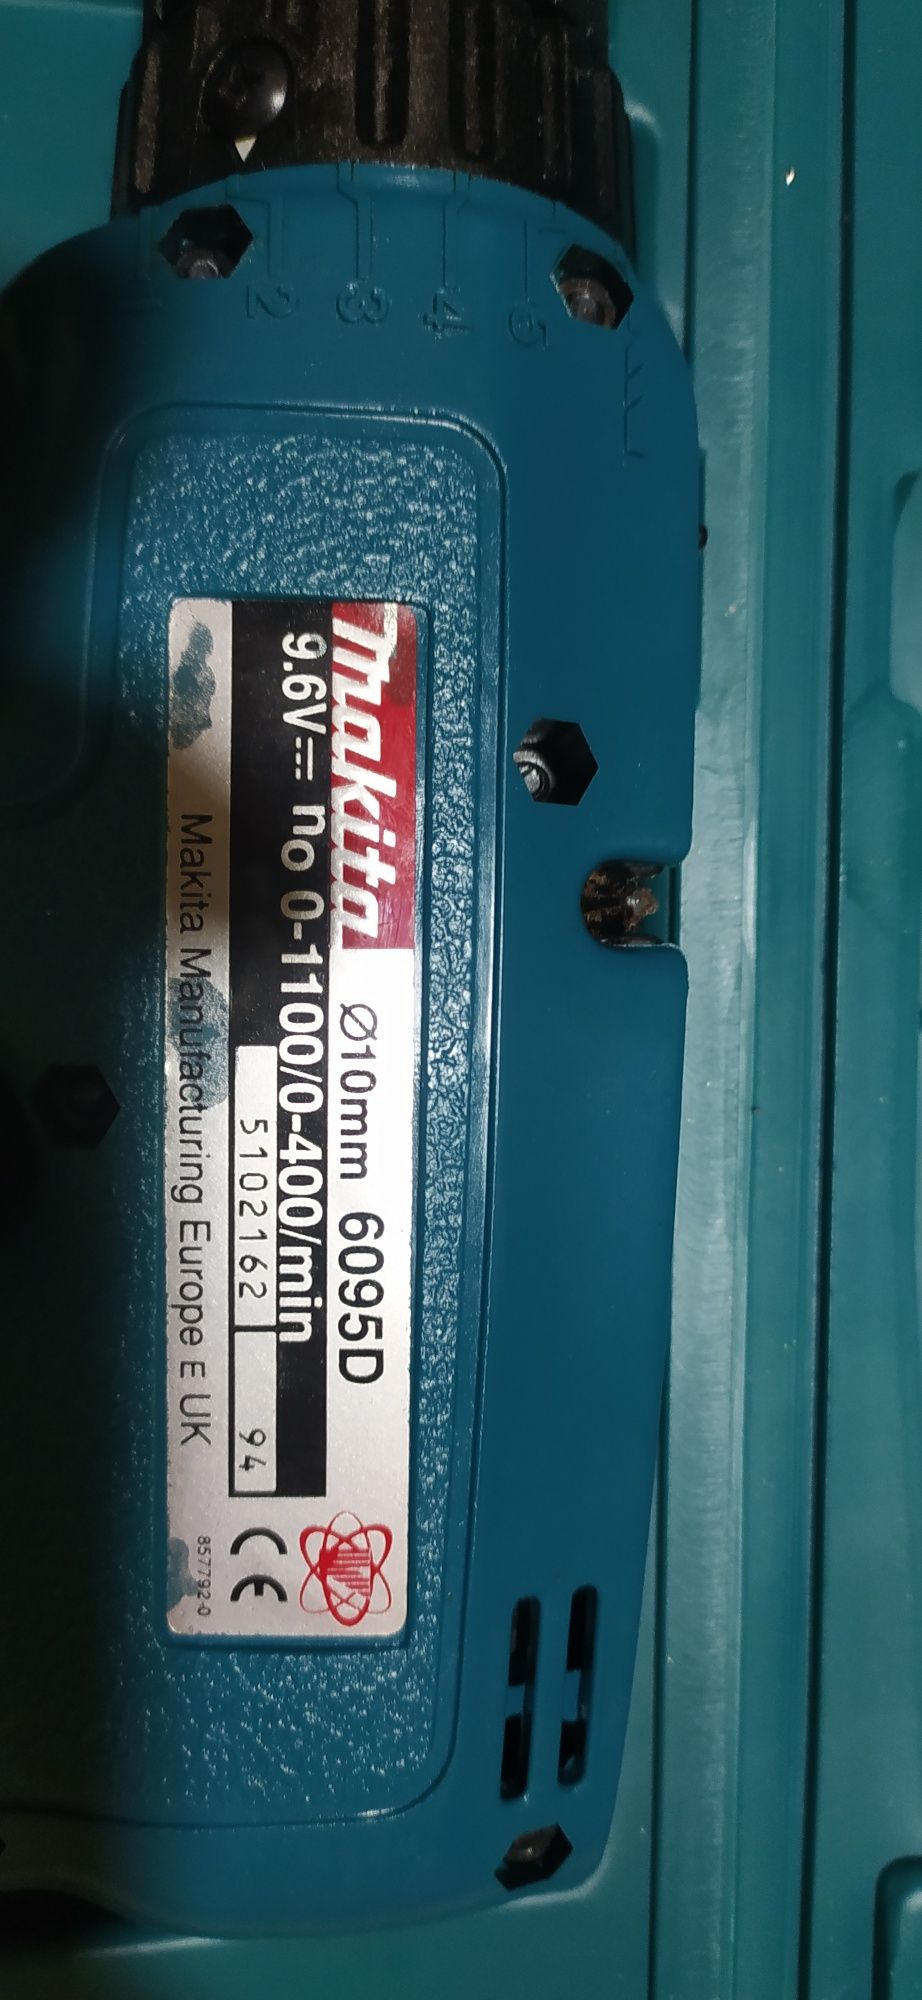 1 2 3 4 5
makita Ø10mm 6095D
9.6V⎓ no 0-1100/0-400/min
5102162 94
CE
Makita Manufacturing Europe E UK
857792-0